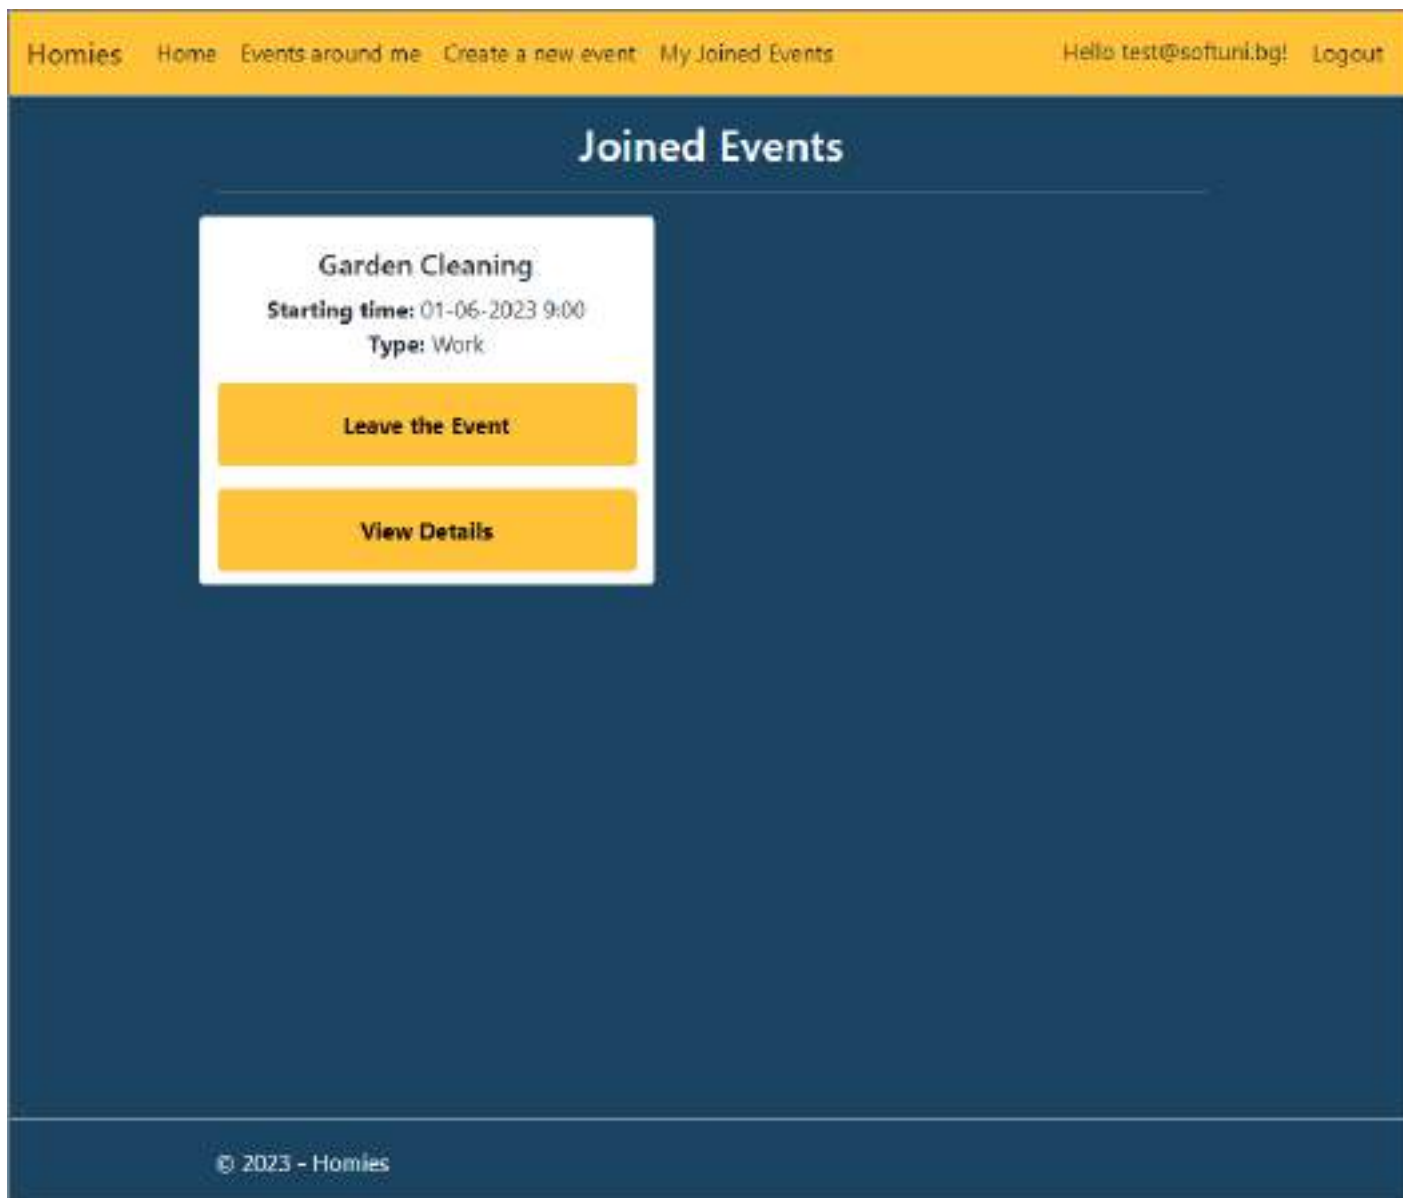 Homies Home Events around me Create a new event My Joined Events Hello test@softuni.bg! Logout
Joined Events
Garden Cleaning
Starting time: 01-06-2023 9:00
Type: Work
Leave the Event
View Details
© 2023 - Homies